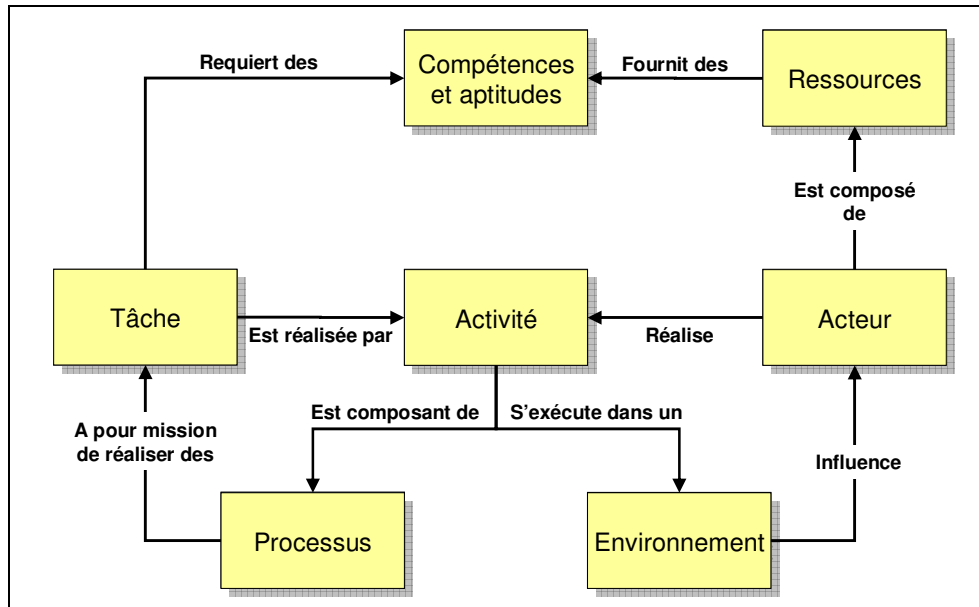 Requiert des
Compétences
et aptitudes
Fournit des
Ressources
Est composé
de
Tâche
Est réalisée par
Activité
Réalise
Acteur
Est composant de
S'exécute dans un
A pour mission
de réaliser des
Influence
Processus
Environnement